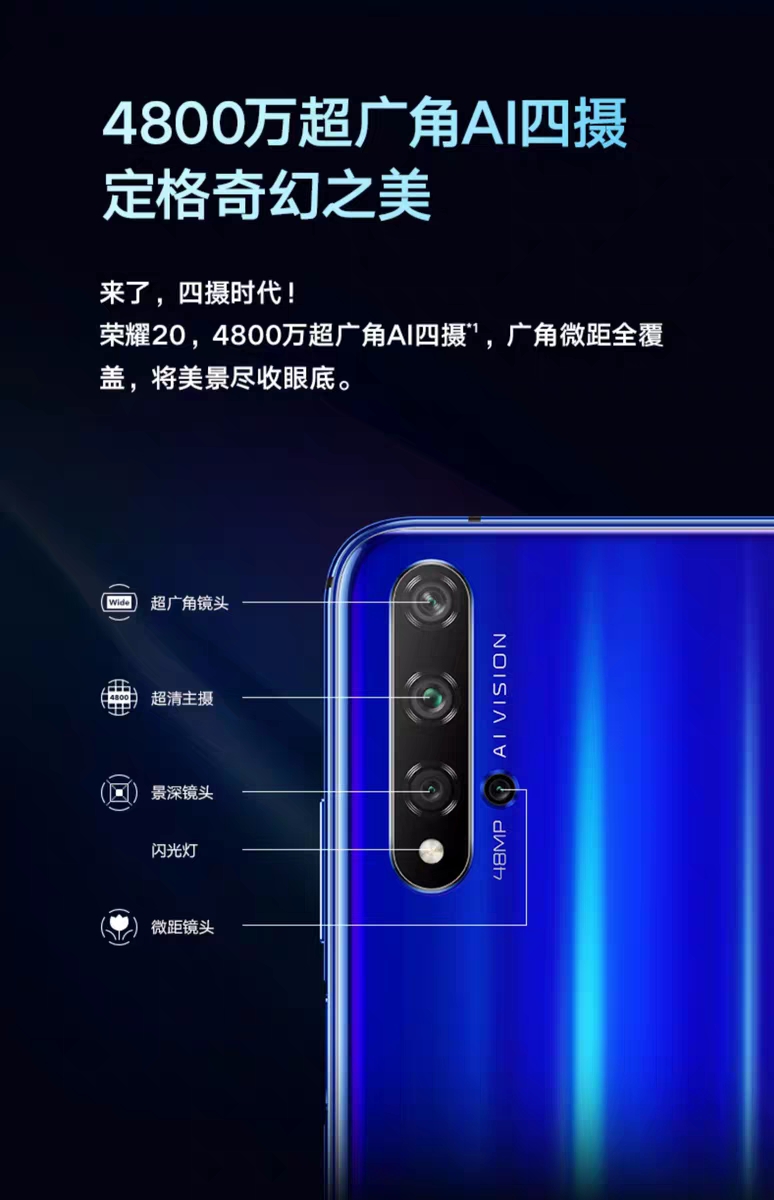 4800万超广角AI四摄
定格奇幻之美
来了，四摄时代！
荣耀20，4800万超广角AI四摄*1，广角微距全覆
盖，将美景尽收眼底。
Wide 超广角镜头
4800 超清主摄
景深镜头
闪光灯
微距镜头
AI VISION
48MP